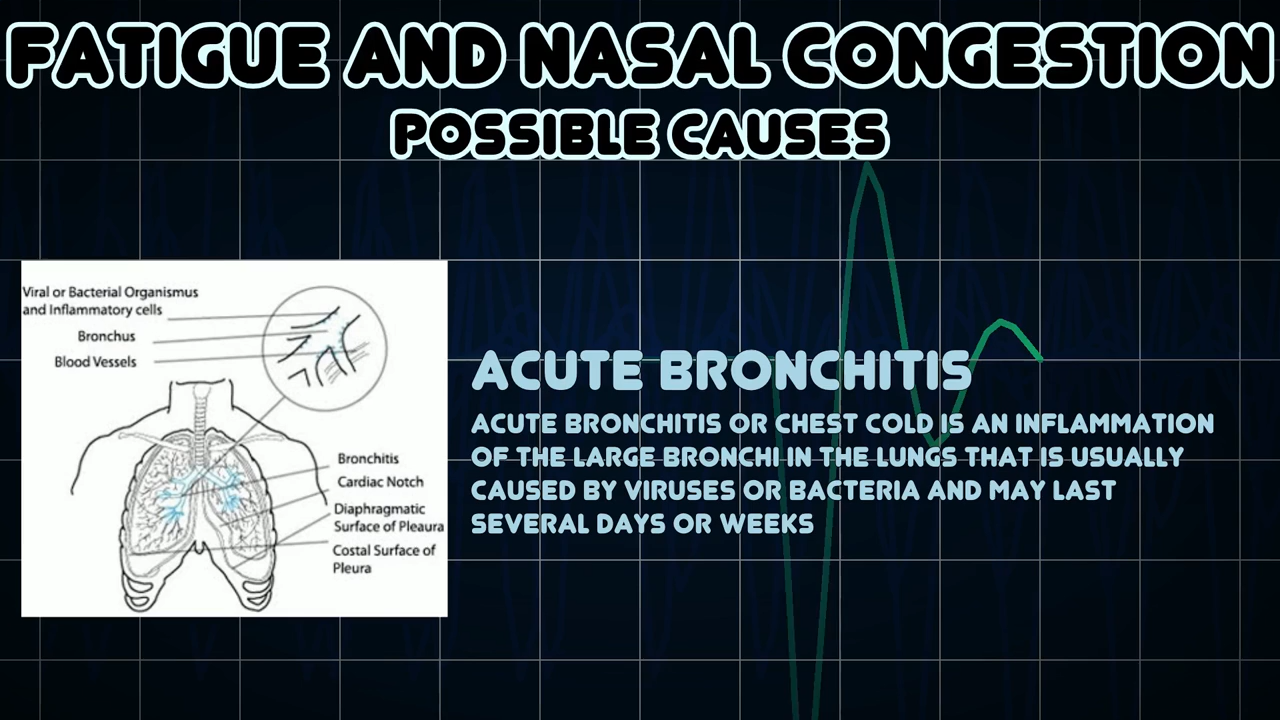 FATIGUE AND NASAL CONGESTION
POSSIBLE CAUSES
Viral or Bacterial Organismus
and Inflammatory cells
Bronchus
Blood Vessels
Bronchitis
Cardiac Notch
Diaphragmatic
Surface of Pleaura
Costal Surface of
Pleura
ACUTE BRONCHITIS
ACUTE BRONCHITIS OR CHEST COLD IS AN INFLAMMATION
OF THE LARGE BRONCHI IN THE LUNGS THAT IS USUALLY
CAUSED BY VIRUSES OR BACTERIA AND MAY LAST
SEVERAL DAYS OR WEEKS